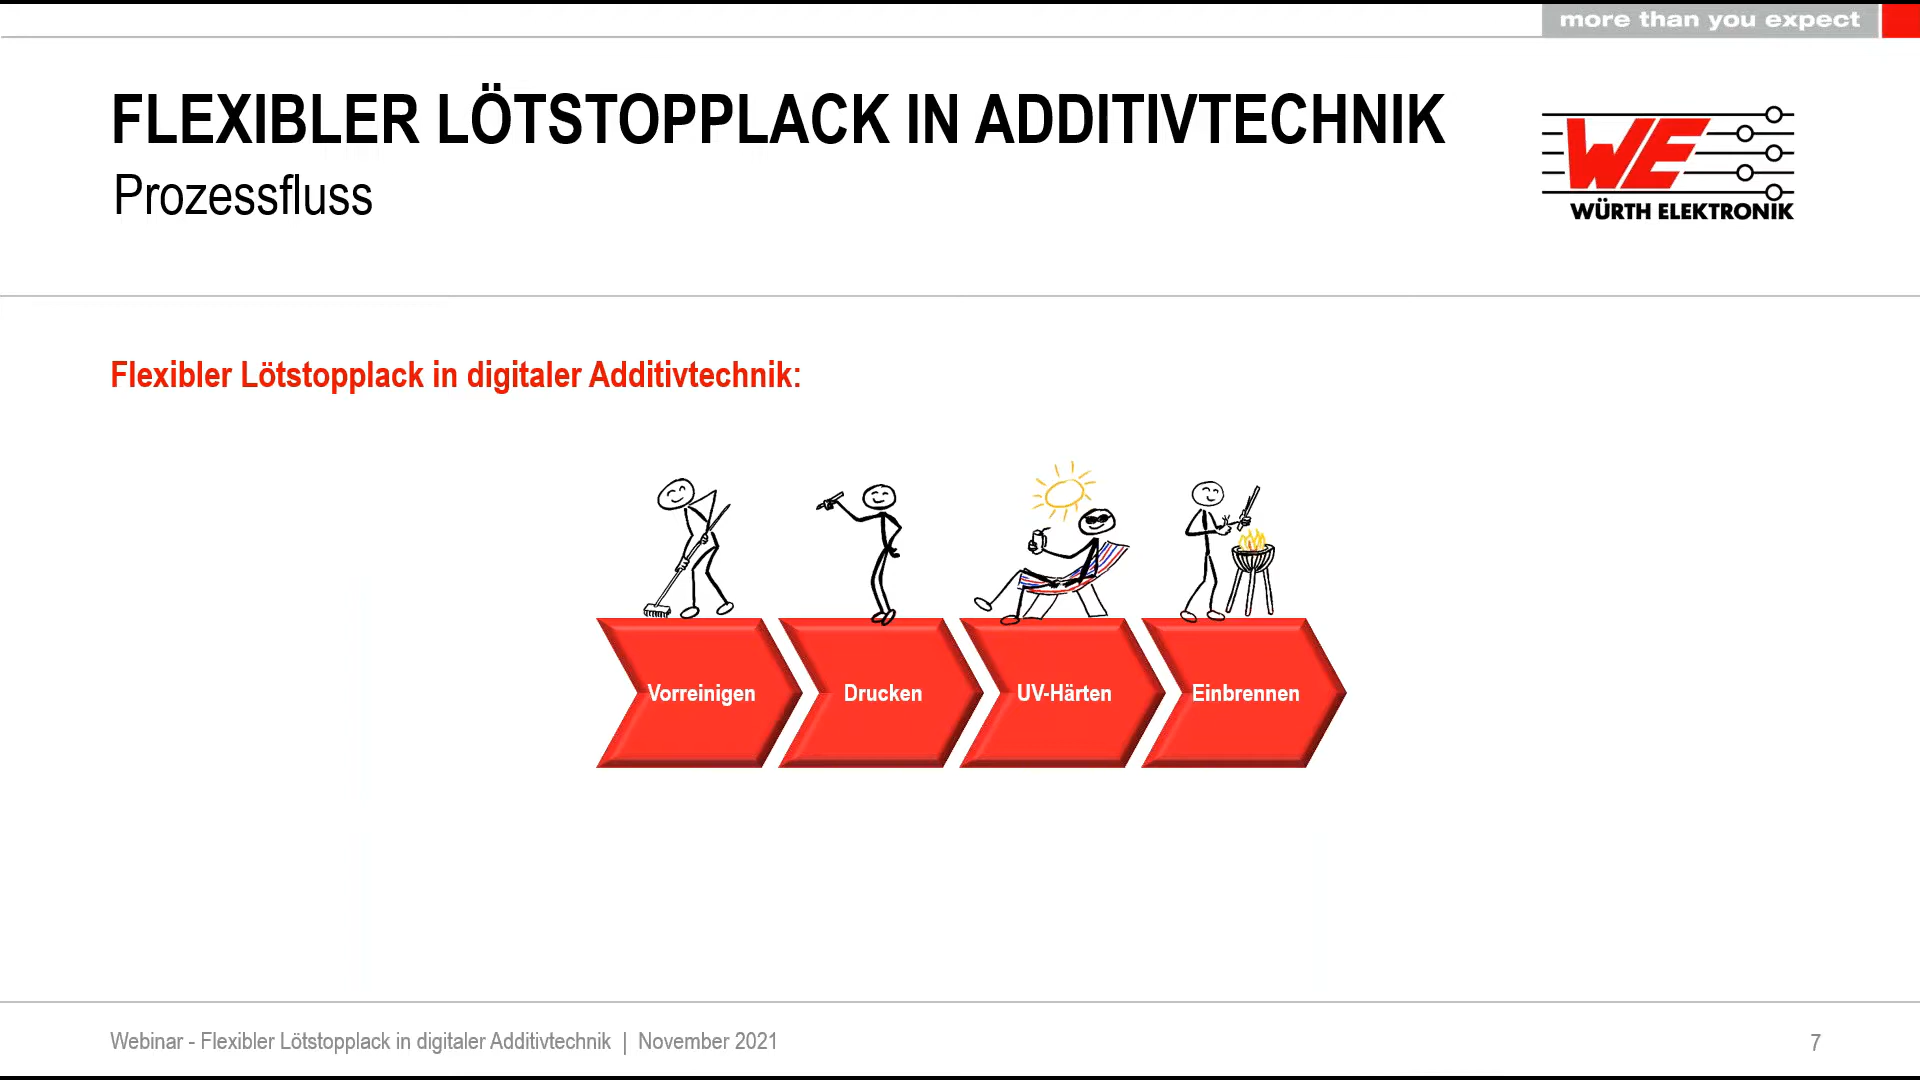 more than you expect
FLEXIBLER LÖTSTOPPLACK IN ADDITIVTECHNIK
Prozessfluss
WE
WÜRTH ELEKTRONIK
Flexibler Lötstopplack in digitaler Additivtechnik:
Vorreinigen
Drucken
UV-Härten
Einbrennen
Webinar - Flexibler Lötstopplack in digitaler Additivtechnik | November 2021
7